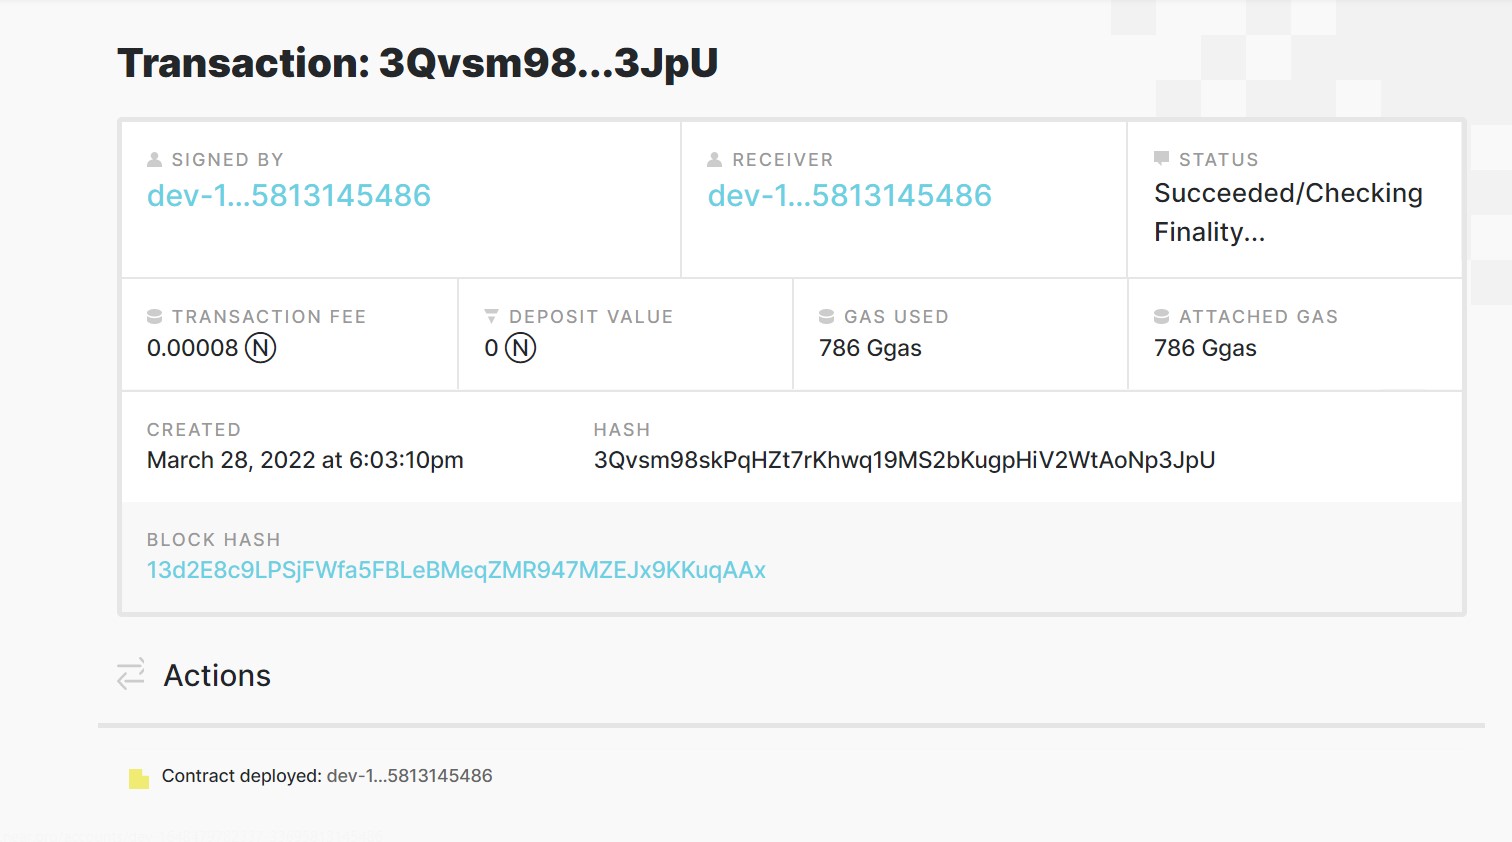 Transaction: 3Qvsm98...3JpU
SIGNED BY
dev-1...5813145486
RECEIVER
dev-1...5813145486
STATUS
Succeeded/Checking
Finality...
TRANSACTION FEE
0.00008 Ⓝ
DEPOSIT VALUE
0 Ⓝ
GAS USED
786 Ggas
ATTACHED GAS
786 Ggas
CREATED
March 28, 2022 at 6:03:10pm
HASH
3Qvsm98skPqHZt7rKhwq19MS2bKugpHiV2WtAoNp3JpU
BLOCK HASH
13d2E8c9LPSjFWfa5FBLeBMeqZMR947MZEJx9KKuqAAx
Actions
Contract deployed: dev-1...5813145486